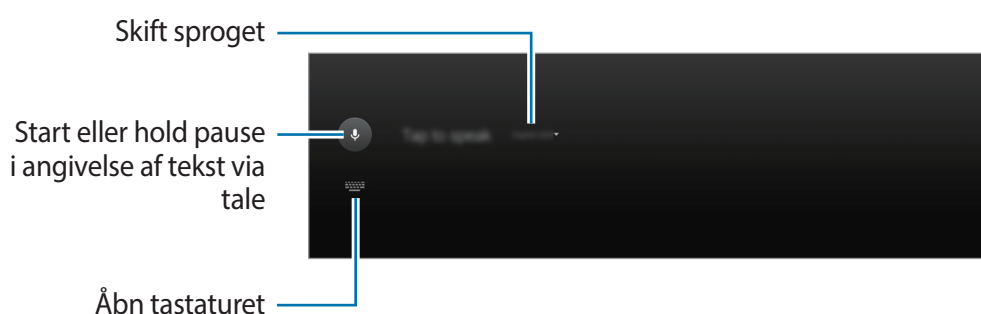 Skift sproget
Start eller hold pause
i angivelse af tekst via
tale
Tap to speak
Åbn tastaturet